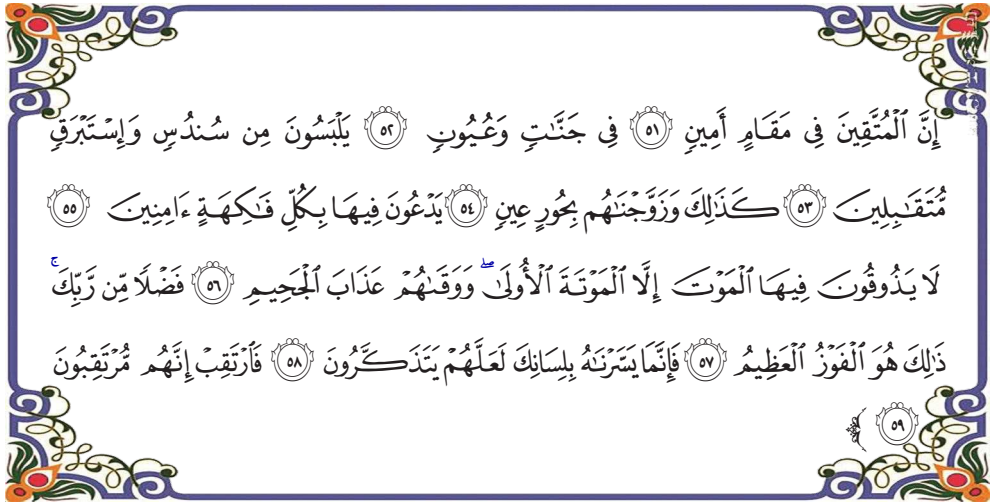 إِنَّ ٱلْمُتَّقِينَ فِى مَقَامٍ أَمِينٍ ﴿٥١﴾ فِى جَنَّـٰتٍ وَعُيُونٍ ﴿٥٢﴾ يَلْبَسُونَ مِن سُندُسٍ وَإِسْتَبْرَقٍ
مُّتَقَـٰبِلِينَ ﴿٥٣﴾ كَذَٰلِكَ وَزَوَّجْنَـٰهُم بِحُورٍ عِينٍ ﴿٥٤﴾ يَدْعُونَ فِيهَا بِكُلِّ فَـٰكِهَةٍ ءَامِنِينَ ﴿٥٥﴾
لَا يَذُوقُونَ فِيهَا ٱلْمَوْتَ إِلَّا ٱلْمَوْتَةَ ٱلْأُولَىٰ ۖ وَوَقَىٰهُمْ عَذَابَ ٱلْجَحِيمِ ﴿٥٦﴾ فَضْلًا مِّن رَّبِّكَ ۚ
ذَٰلِكَ هُوَ ٱلْفَوْزُ ٱلْعَظِيمُ ﴿٥٧﴾ فَإِنَّمَا يَسَّرْنَـٰهُ بِلِسَانِكَ لَعَلَّهُمْ يَتَذَكَّرُونَ ﴿٥٨﴾ فَٱرْتَقِبْ إِنَّهُم مُّرْتَقِبُونَ
﴿٥٩﴾